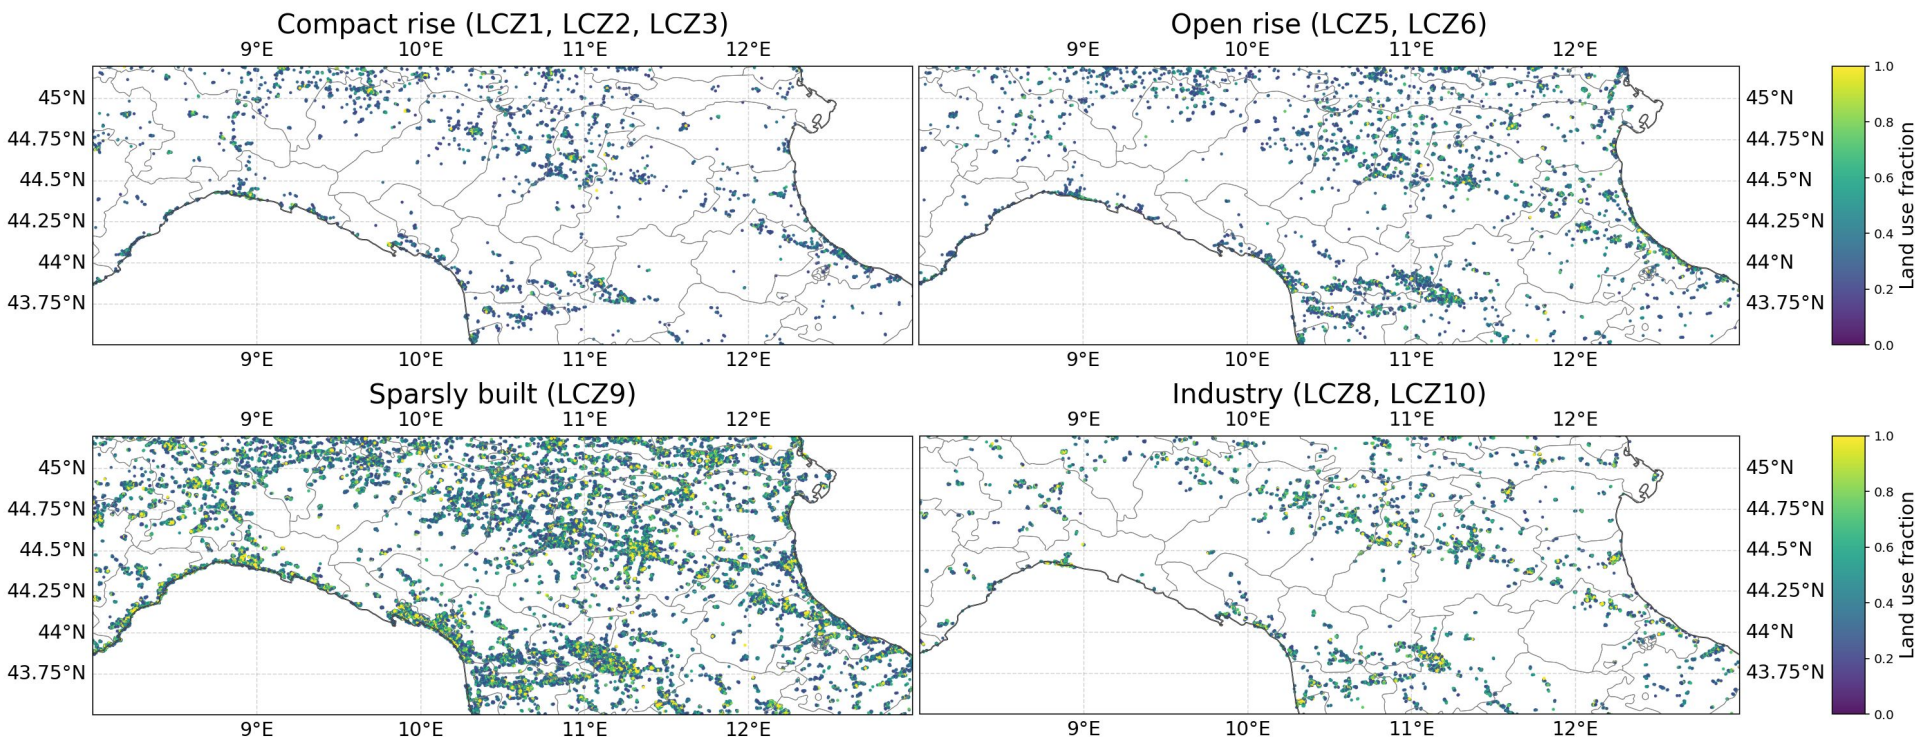 Compact rise (LCZ1, LCZ2, LCZ3)
Open rise (LCZ5, LCZ6)
9°E 10°E 11°E 12°E
9°E 10°E 11°E 12°E
45°N
44.75°N
44.5°N
44.25°N
44°N
43.75°N
45°N
44.75°N
44.5°N
44.25°N
44°N
43.75°N
1.0
0.8
0.6
0.4
0.2
0.0
Land use fraction
9°E 10°E 11°E 12°E
9°E 10°E 11°E 12°E
Sparsly built (LCZ9)
Industry (LCZ8, LCZ10)
9°E 10°E 11°E 12°E
9°E 10°E 11°E 12°E
45°N
44.75°N
44.5°N
44.25°N
44°N
43.75°N
45°N
44.75°N
44.5°N
44.25°N
44°N
43.75°N
1.0
0.8
0.6
0.4
0.2
0.0
Land use fraction
9°E 10°E 11°E 12°E
9°E 10°E 11°E 12°E